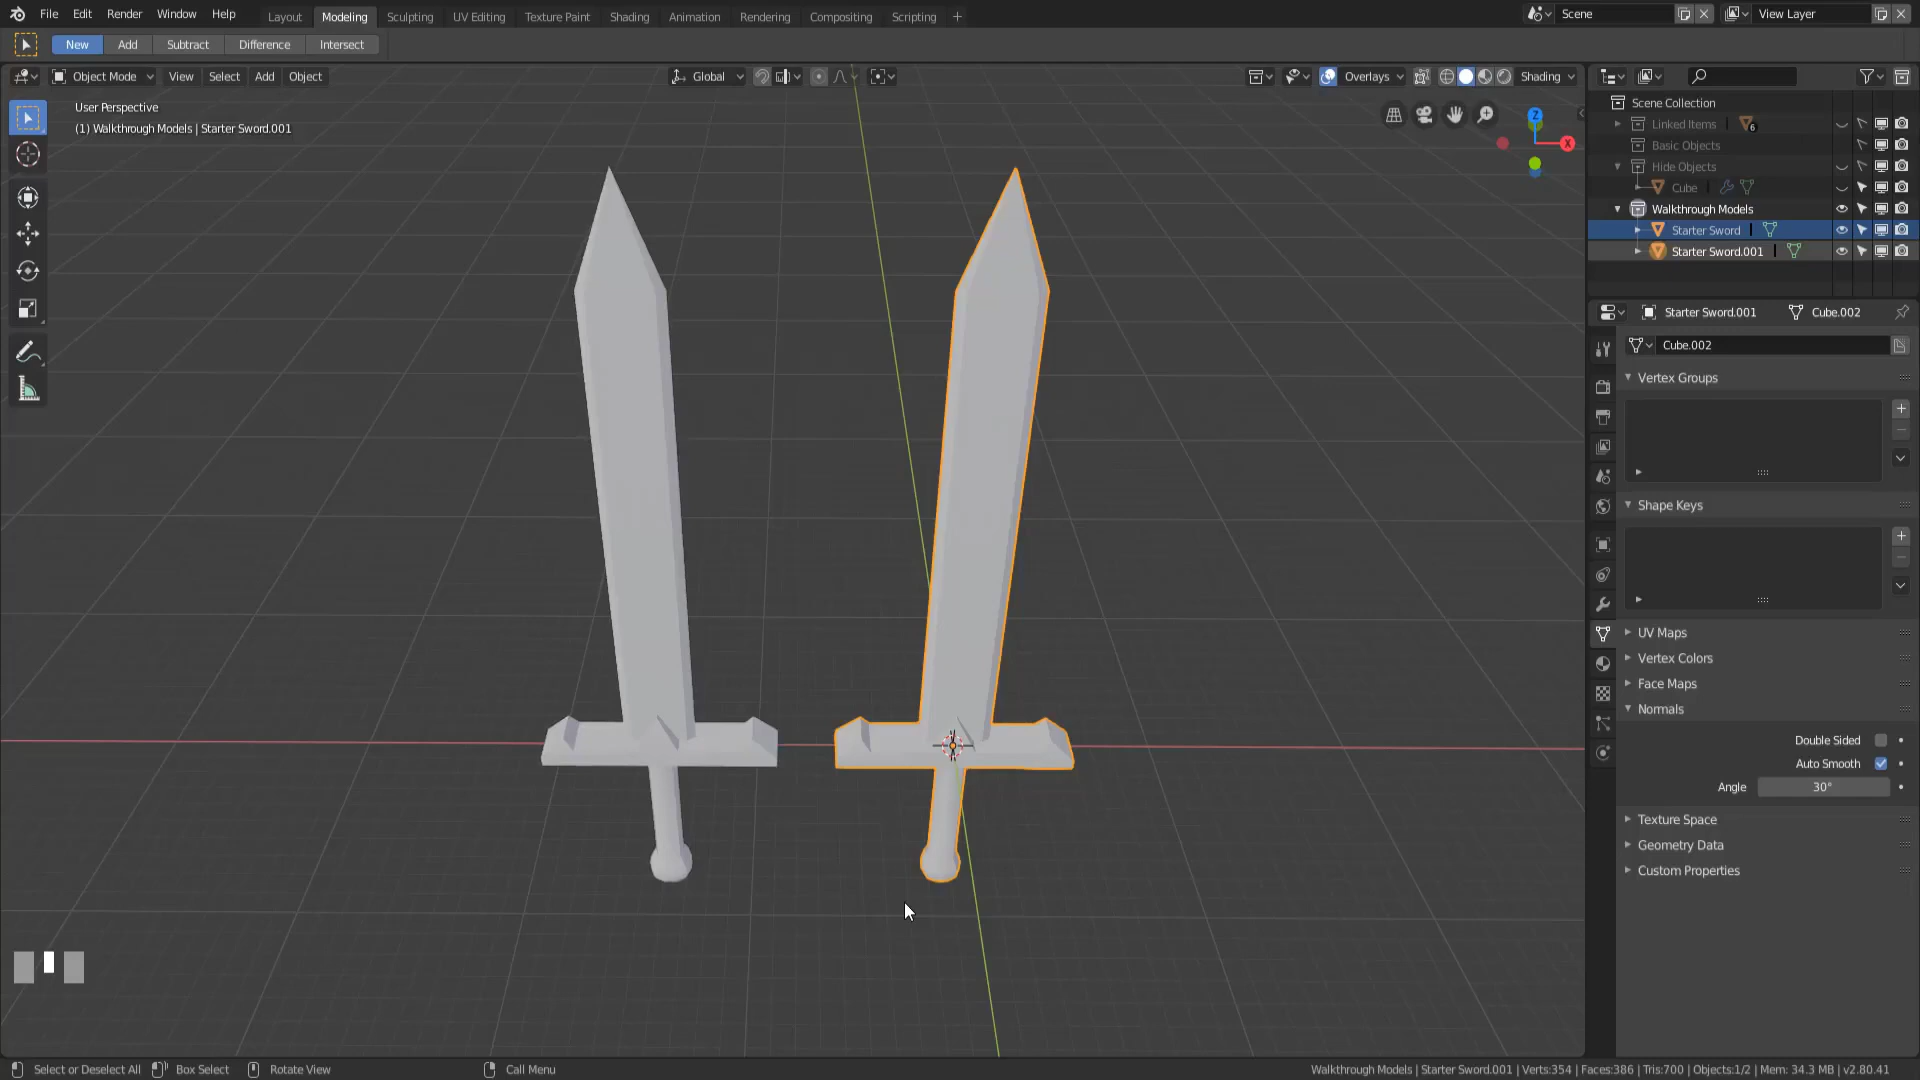 File Edit Render Window Help
Layout Modeling Sculpting UV Editing Texture Paint Shading Animation Rendering Compositing Scripting +
Scene
View Layer
New Add Subtract Difference Intersect
Object Mode View Select Add Object
Global
Overlays
Shading
User Perspective
(1) Walkthrough Models | Starter Sword.001
Z
X
Scene Collection
Linked Items
6
Basic Objects
Hide Objects
Cube
Walkthrough Models
Starter Sword
Starter Sword.001
Starter Sword.001
Cube.002
Cube.002
Vertex Groups
Shape Keys
UV Maps
Vertex Colors
Face Maps
Normals
Double Sided
Auto Smooth
Angle 30°
Texture Space
Geometry Data
Custom Properties
Select or Deselect All Box Select Rotate View Call Menu
Walkthrough Models | Starter Sword.001 | Verts:354 | Faces:386 | Tris:700 | Objects:1/2 | Mem: 34.3 MB | v2.80.41